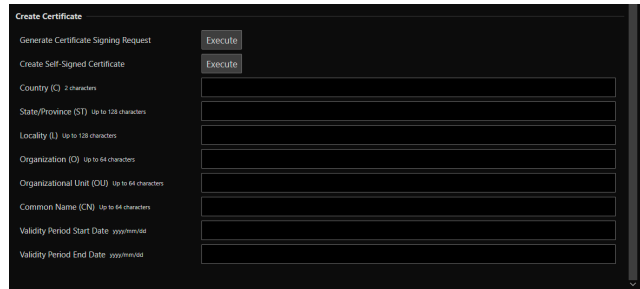 Create Certificate
Generate Certificate Signing Request Execute
Create Self-Signed Certificate Execute
Country (C) 2 characters
State/Province (ST) Up to 128 characters
Locality (L) Up to 128 characters
Organization (O) Up to 64 characters
Organizational Unit (OU) Up to 64 characters
Common Name (CN) Up to 64 characters
Validity Period Start Date yyyy/mm/dd
Validity Period End Date yyyy/mm/dd